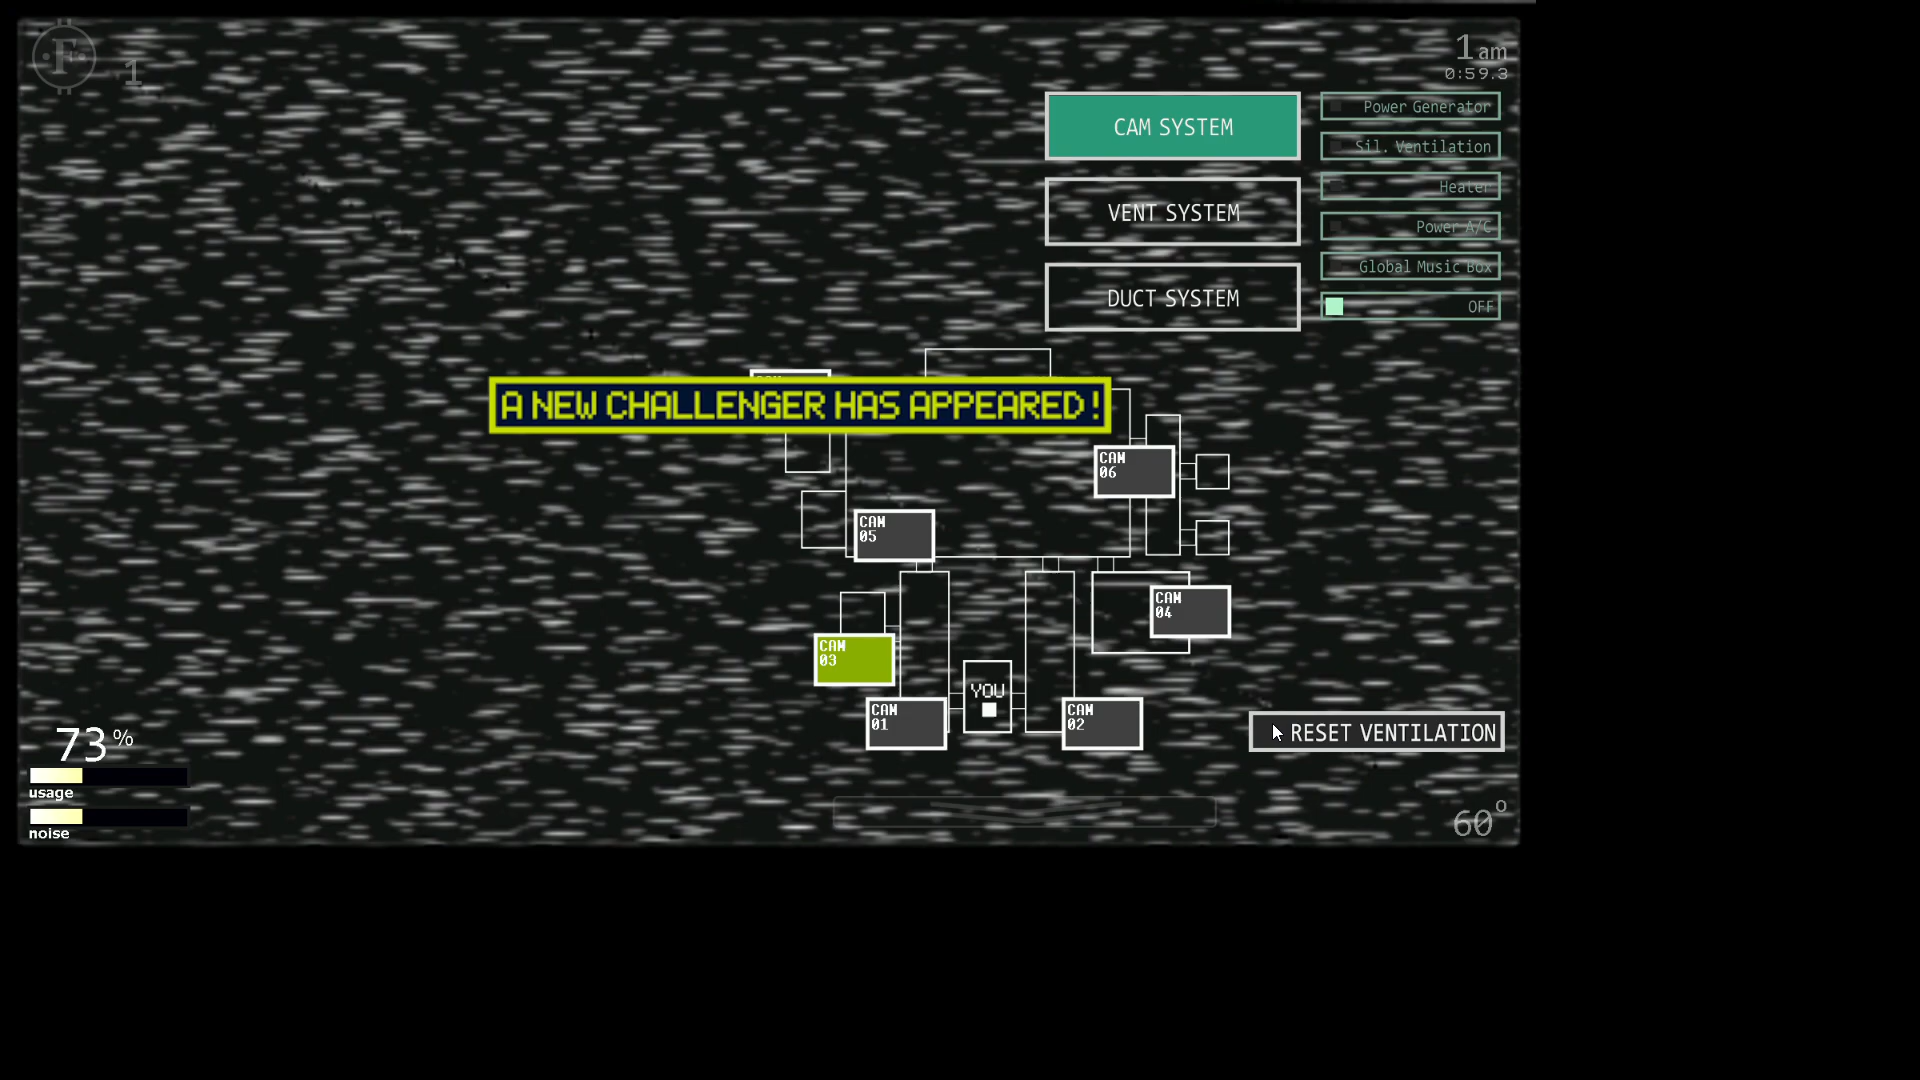 F 1
1 am
0:59.3
CAM SYSTEM
Power Generator
Sil. Ventilation
VENT SYSTEM
Heater
Power A/C
DUCT SYSTEM
Global Music Box
OFF
A NEW CHALLENGER HAS APPEARED!
CAM
06
CAM
05
CAM
04
CAM
03
YOU
CAM
01
CAM
02
RESET VENTILATION
73%
usage
noise
60°